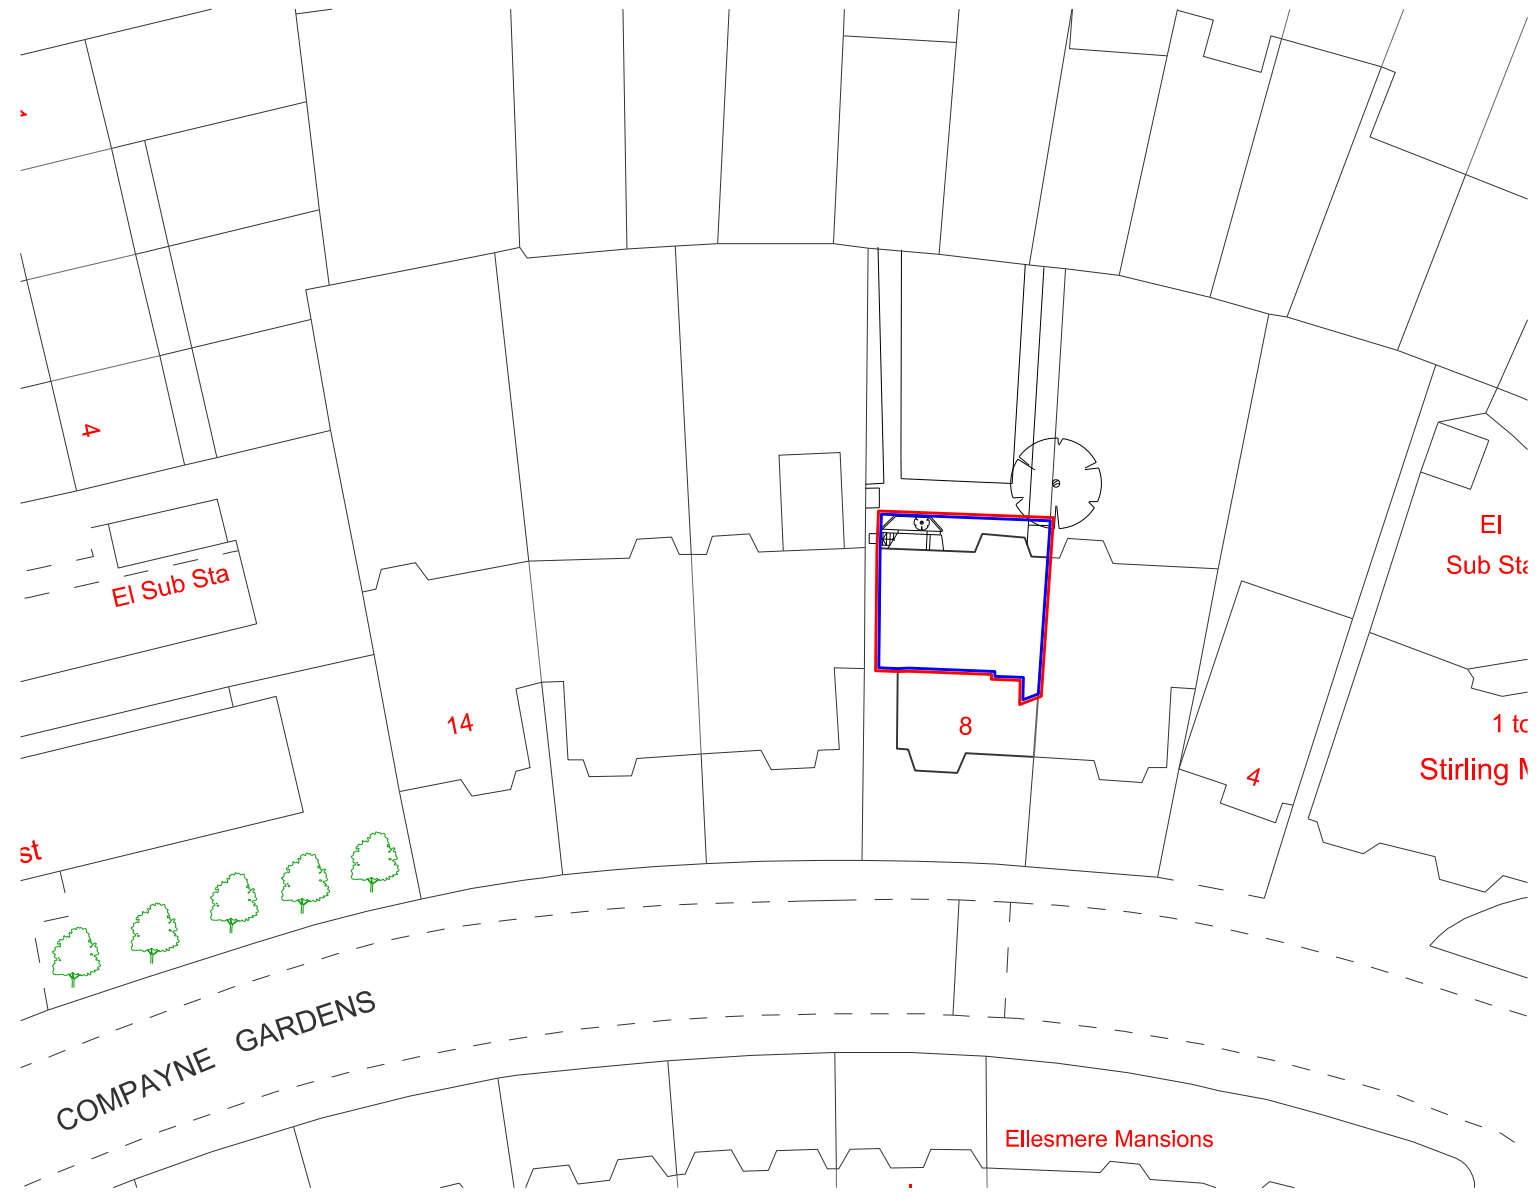 4
El Sub Sta
El
Sub Sta
14
8
4
1 to
Stirling M
st
COMPAYNE GARDENS
Ellesmere Mansions